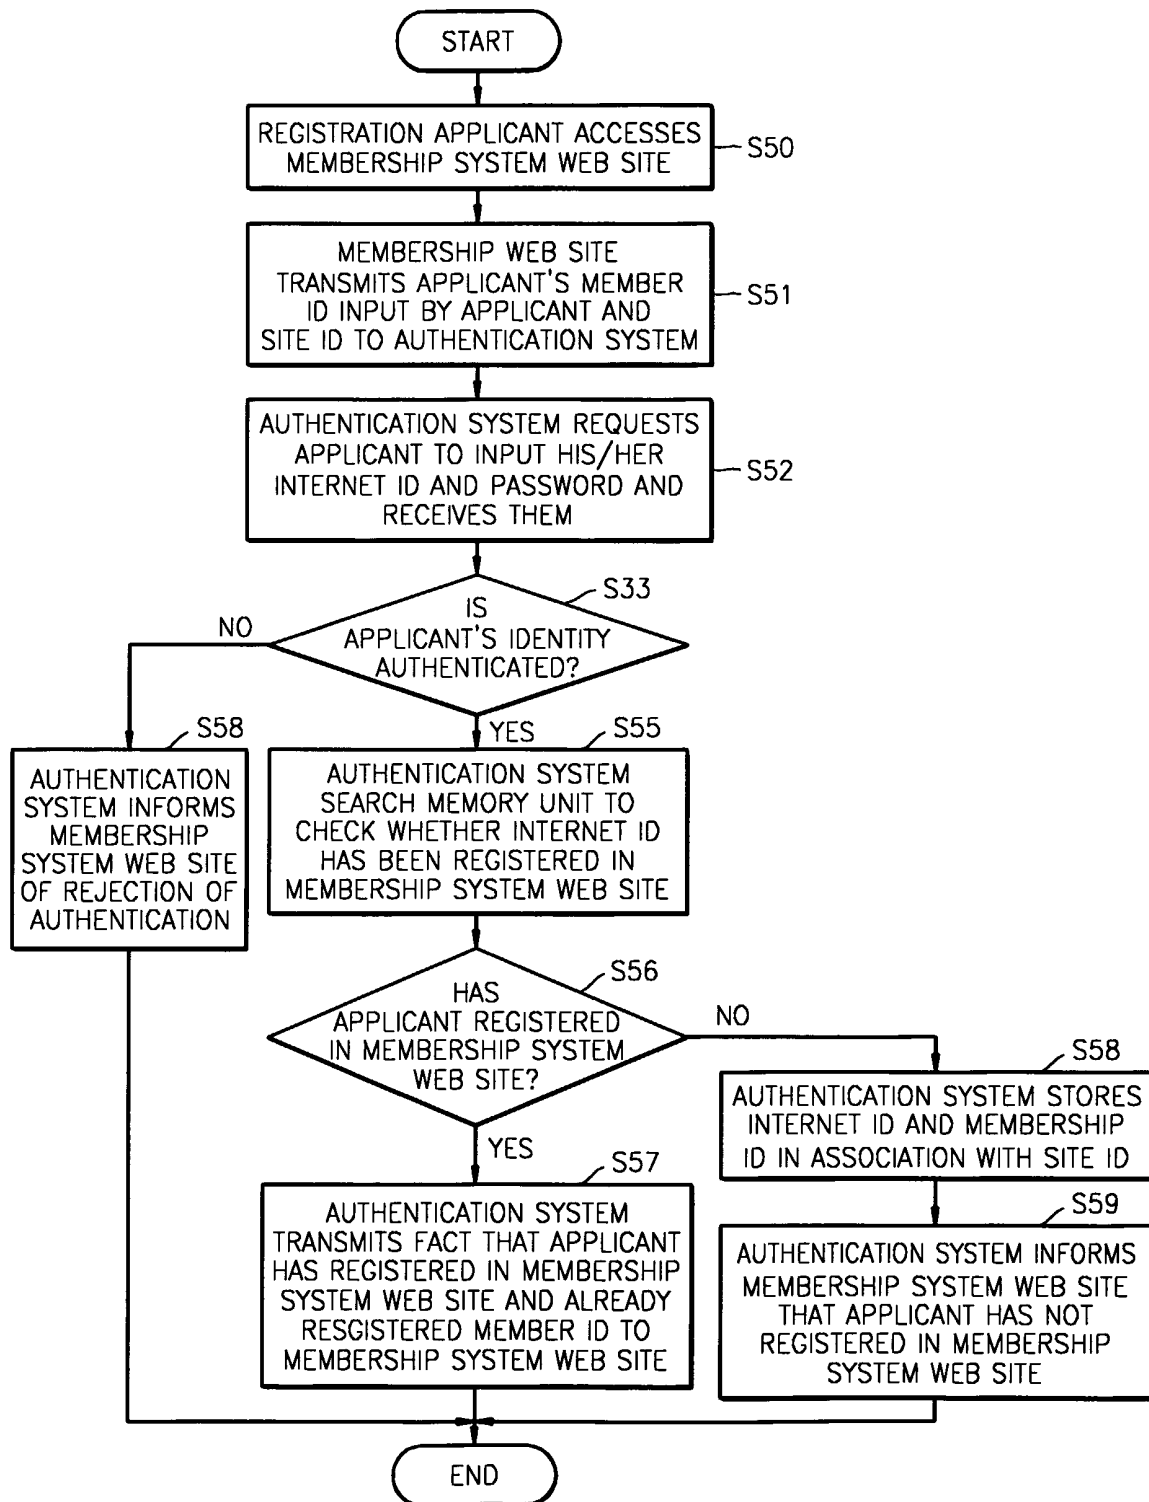 START
REGISTRATION APPLICANT ACCESSES
MEMBERSHIP SYSTEM WEB SITE
S50
MEMBERSHIP WEB SITE
TRANSMITS APPLICANT'S MEMBER
ID INPUT BY APPLICANT AND
SITE ID TO AUTHENTICATION SYSTEM
S51
AUTHENTICATION SYSTEM REQUESTS
APPLICANT TO INPUT HIS/HER
INTERNET ID AND PASSWORD AND
RECEIVES THEM
S52
S33
IS
APPLICANT'S IDENTITY
AUTHENTICATED?
NO
YES
S58
AUTHENTICATION
SYSTEM INFORMS
MEMBERSHIP
SYSTEM WEB SITE
OF REJECTION OF
AUTHENTICATION
S55
AUTHENTICATION SYSTEM
SEARCH MEMORY UNIT TO
CHECK WHETHER INTERNET ID
HAS BEEN REGISTERED IN
MEMBERSHIP SYSTEM WEB SITE
S56
HAS
APPLICANT REGISTERED
IN MEMBERSHIP SYSTEM
WEB SITE?
NO
YES
S57
AUTHENTICATION SYSTEM
TRANSMITS FACT THAT APPLICANT
HAS REGISTERED IN MEMBERSHIP
SYSTEM WEB SITE AND ALREADY
RESGISTERED MEMBER ID TO
MEMBERSHIP SYSTEM WEB SITE
S58
AUTHENTICATION SYSTEM STORES
INTERNET ID AND MEMBERSHIP
ID IN ASSOCIATION WITH SITE ID
S59
AUTHENTICATION SYSTEM INFORMS
MEMBERSHIP SYSTEM WEB SITE
THAT APPLICANT HAS NOT
REGISTERED IN MEMBERSHIP
SYSTEM WEB SITE
END